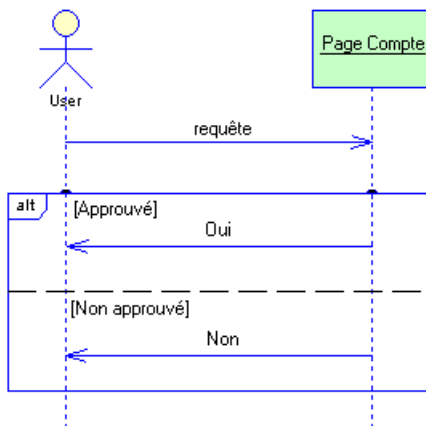 User
Page Compte
requête
alt
[Approuvé]
Oui
[Non approuvé]
Non